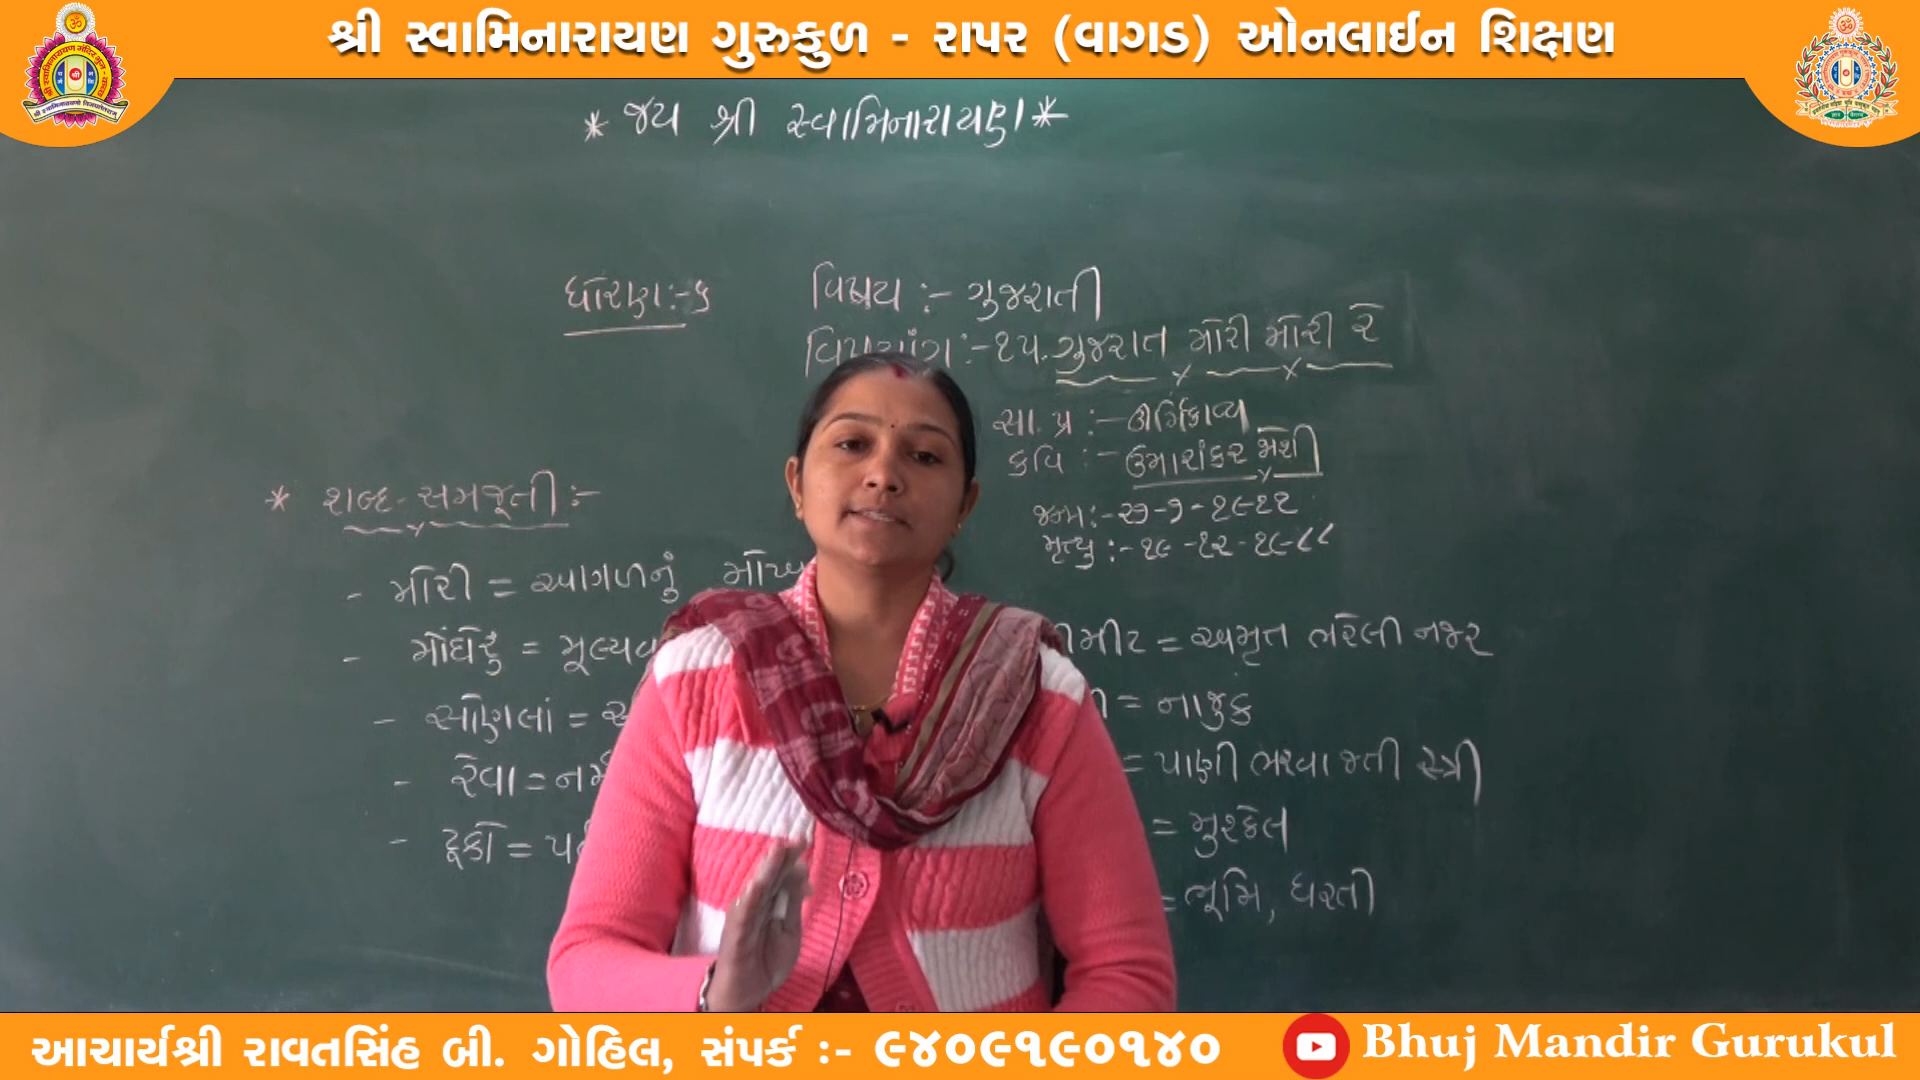 શ્રી સ્વામિનારાયણ ગુરુકુળ - રાપર (વાગડ) ઓનલાઈન શિક્ષણ
* જય શ્રી સ્વામિનારાયણ *
ધોરણ:- ૬
વિષય :- ગુજરાતી
વિષયાંગ :- ૧૫. ગુજરાત મોરી મોરી રે
સા. પ્ર :- ઊર્મિકાવ્ય
કવિ :- ઉમાશંકર જોશી
જન્મ :- ૨૧-૭-૧૯૧૧
મૃત્યુ :- ૧૯-૧૨-૧૯૮૮
* શબ્દ-સમજૂતી :-
- મોરી = આગળનું
- મોંઘેરું =
- સોણલાં =
- રેવા =
- ટૂકો =
= અમૃત ભરેલી નજર
= નાજુક
= પાણી ભરવા જતી સ્ત્રી
= મુશ્કેલ
= ભૂમિ, ધરતી
આચાર્યશ્રી રાવતસિંહ બી. ગોહિલ, સંપર્ક :- ૯૪૦૯૧૯૦૧૪૦
Bhuj Mandir Gurukul